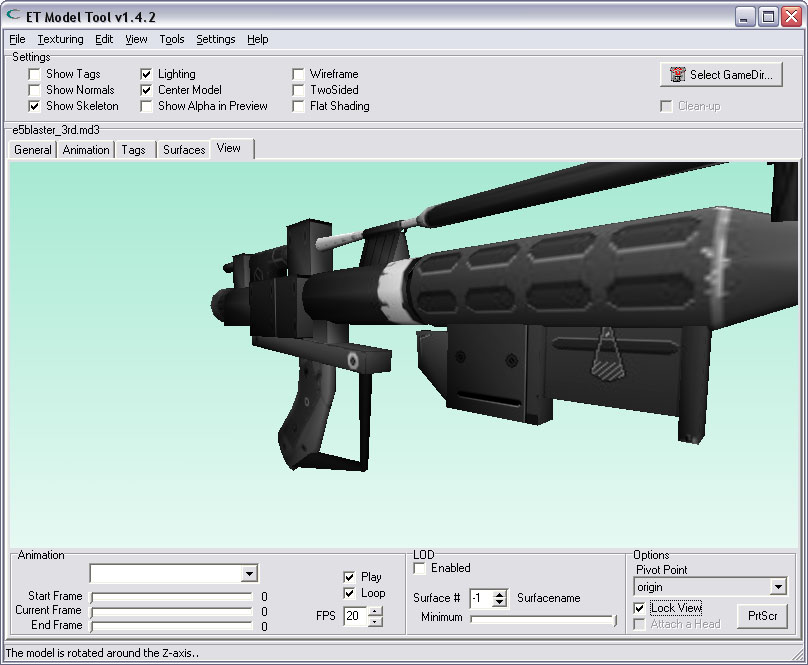 ET Model Tool v1.4.2
File Texturing Edit View Tools Settings Help
Settings
Show Tags Lighting Wireframe Select GameDir...
Show Normals Center Model TwoSided
Show Skeleton Show Alpha in Preview Flat Shading Clean-up
e5blaster_3rd.md3
General Animation Tags Surfaces View
Animation LOD Options
Enabled Pivot Point
Play origin
Start Frame 0 Loop Surface # -1 Surfacename Lock View
Current Frame 0 FPS 20 Minimum PrtScr
End Frame 0 Attach a Head
The model is rotated around the Z-axis..